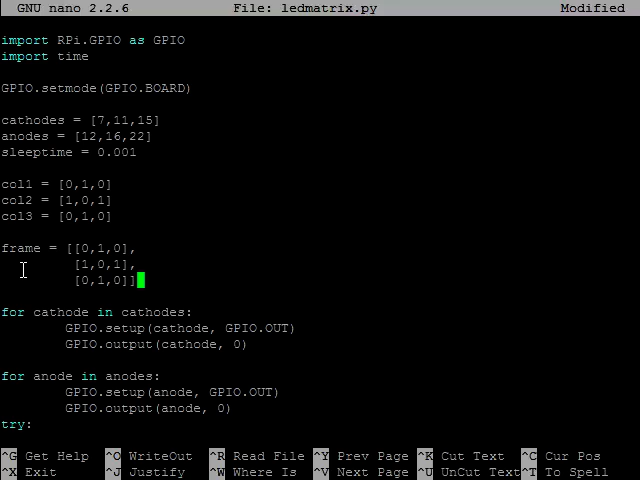 GNU nano 2.2.6 File: ledmatrix.py Modified
import RPi.GPIO as GPIO
import time
GPIO.setmode(GPIO.BOARD)
cathodes = [7,11,15]
anodes = [12,16,22]
sleeptime = 0.001
col1 = [0,1,0]
col2 = [1,0,1]
col3 = [0,1,0]
frame = [[0,1,0],
[1,0,1],
[0,1,0]]
for cathode in cathodes:
GPIO.setup(cathode, GPIO.OUT)
GPIO.output(cathode, 0)
for anode in anodes:
GPIO.setup(anode, GPIO.OUT)
GPIO.output(anode, 0)
try:
^G Get Help ^O WriteOut ^R Read File ^Y Prev Page ^K Cut Text ^C Cur Pos
^X Exit ^J Justify ^W Where Is ^V Next Page ^U UnCut Text ^T To Spell